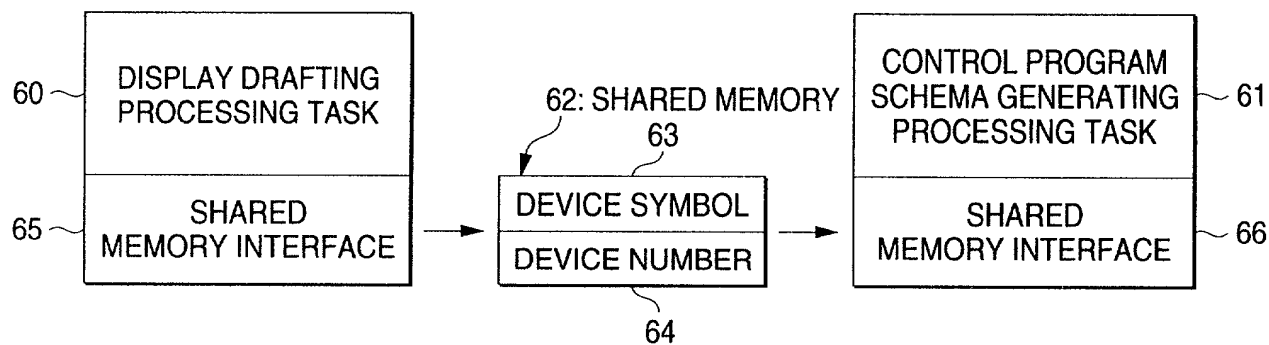 60
DISPLAY DRAFTING
PROCESSING TASK
65
SHARED
MEMORY INTERFACE
62: SHARED MEMORY
63
DEVICE SYMBOL
DEVICE NUMBER
64
CONTROL PROGRAM
SCHEMA GENERATING
PROCESSING TASK
61
SHARED
MEMORY INTERFACE
66